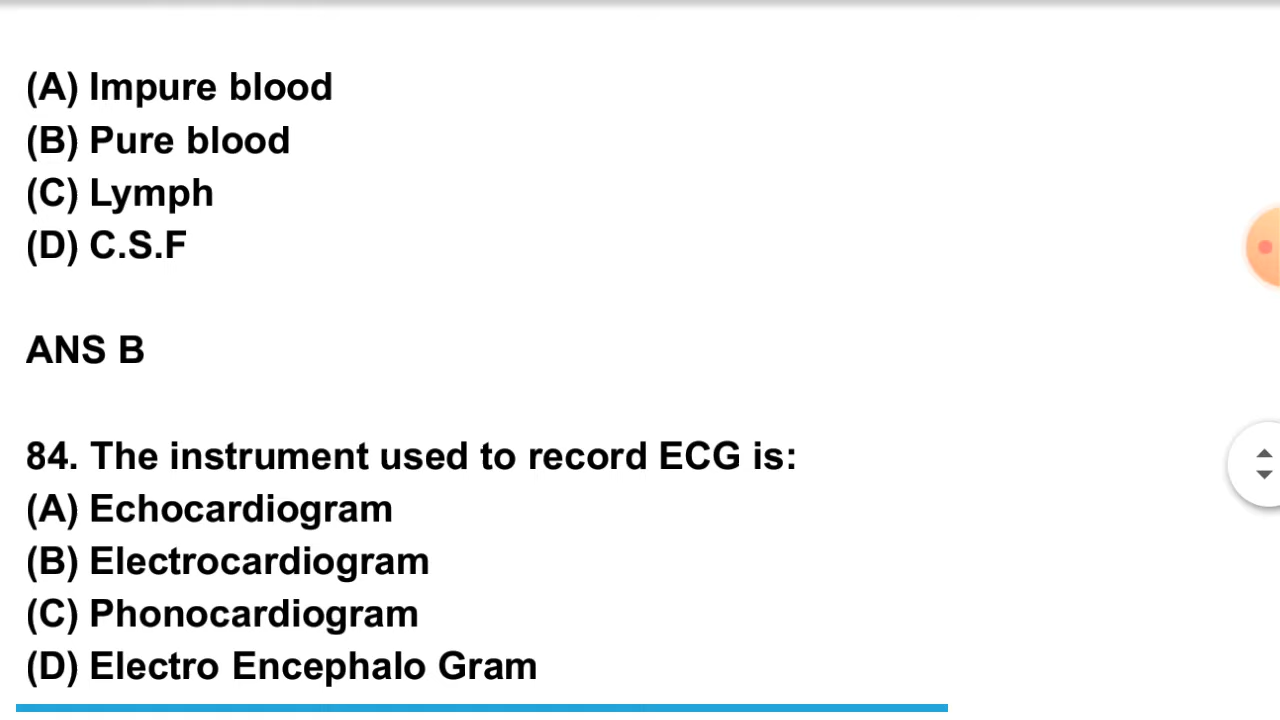 (A) Impure blood
(B) Pure blood
(C) Lymph
(D) C.S.F
ANS B
84. The instrument used to record ECG is:
(A) Echocardiogram
(B) Electrocardiogram
(C) Phonocardiogram
(D) Electro Encephalo Gram